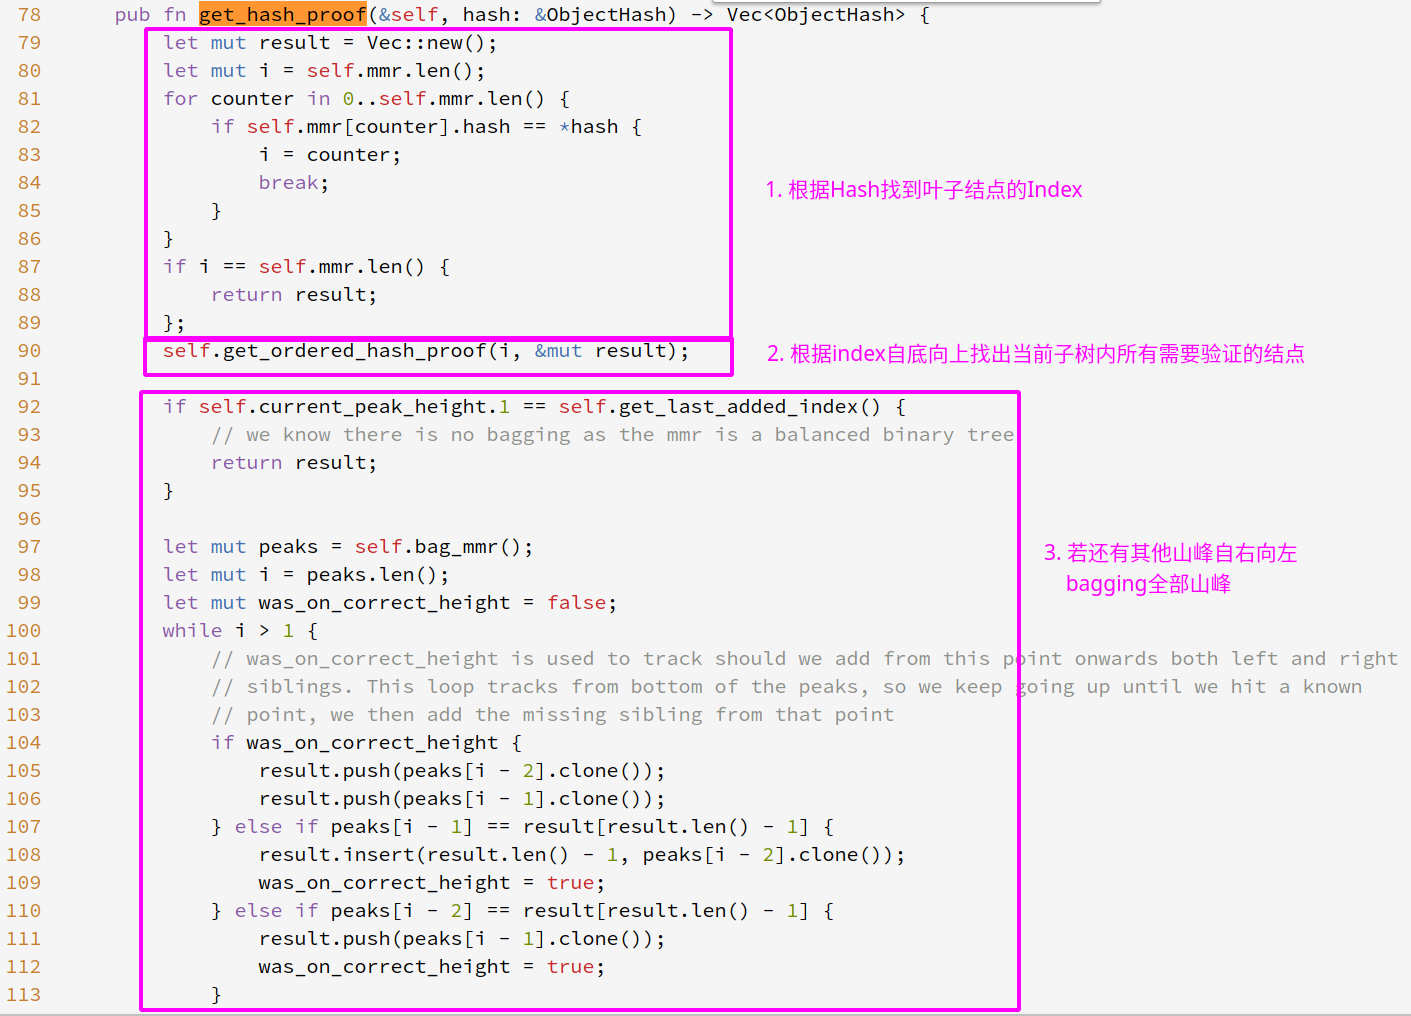 78 pub fn get_hash_proof(&self, hash: &ObjectHash) -> Vec<ObjectHash> {
79 let mut result = Vec::new();
80 let mut i = self.mmr.len();
81 for counter in 0..self.mmr.len() {
82 if self.mmr[counter].hash == *hash {
83 i = counter;
84 break;
85 }
86 }
87 if i == self.mmr.len() {
88 return result;
89 };
1. 根据Hash找到叶子结点的Index
90 self.get_ordered_hash_proof(i, &mut result);
2. 根据index自底向上找出当前子树内所有需要验证的结点
91
92 if self.current_peak_height.1 == self.get_last_added_index() {
93 // we know there is no bagging as the mmr is a balanced binary tree
94 return result;
95 }
96
97 let mut peaks = self.bag_mmr();
98 let mut i = peaks.len();
99 let mut was_on_correct_height = false;
100 while i > 1 {
101 // was_on_correct_height is used to track should we add from this point onwards both left and right
102 // siblings. This loop tracks from bottom of the peaks, so we keep going up until we hit a known
103 // point, we then add the missing sibling from that point
104 if was_on_correct_height {
105 result.push(peaks[i - 2].clone());
106 result.push(peaks[i - 1].clone());
107 } else if peaks[i - 1] == result[result.len() - 1] {
108 result.insert(result.len() - 1, peaks[i - 2].clone());
109 was_on_correct_height = true;
110 } else if peaks[i - 2] == result[result.len() - 1] {
111 result.push(peaks[i - 1].clone());
112 was_on_correct_height = true;
113 }
3. 若还有其他山峰自右向左
bagging全部山峰